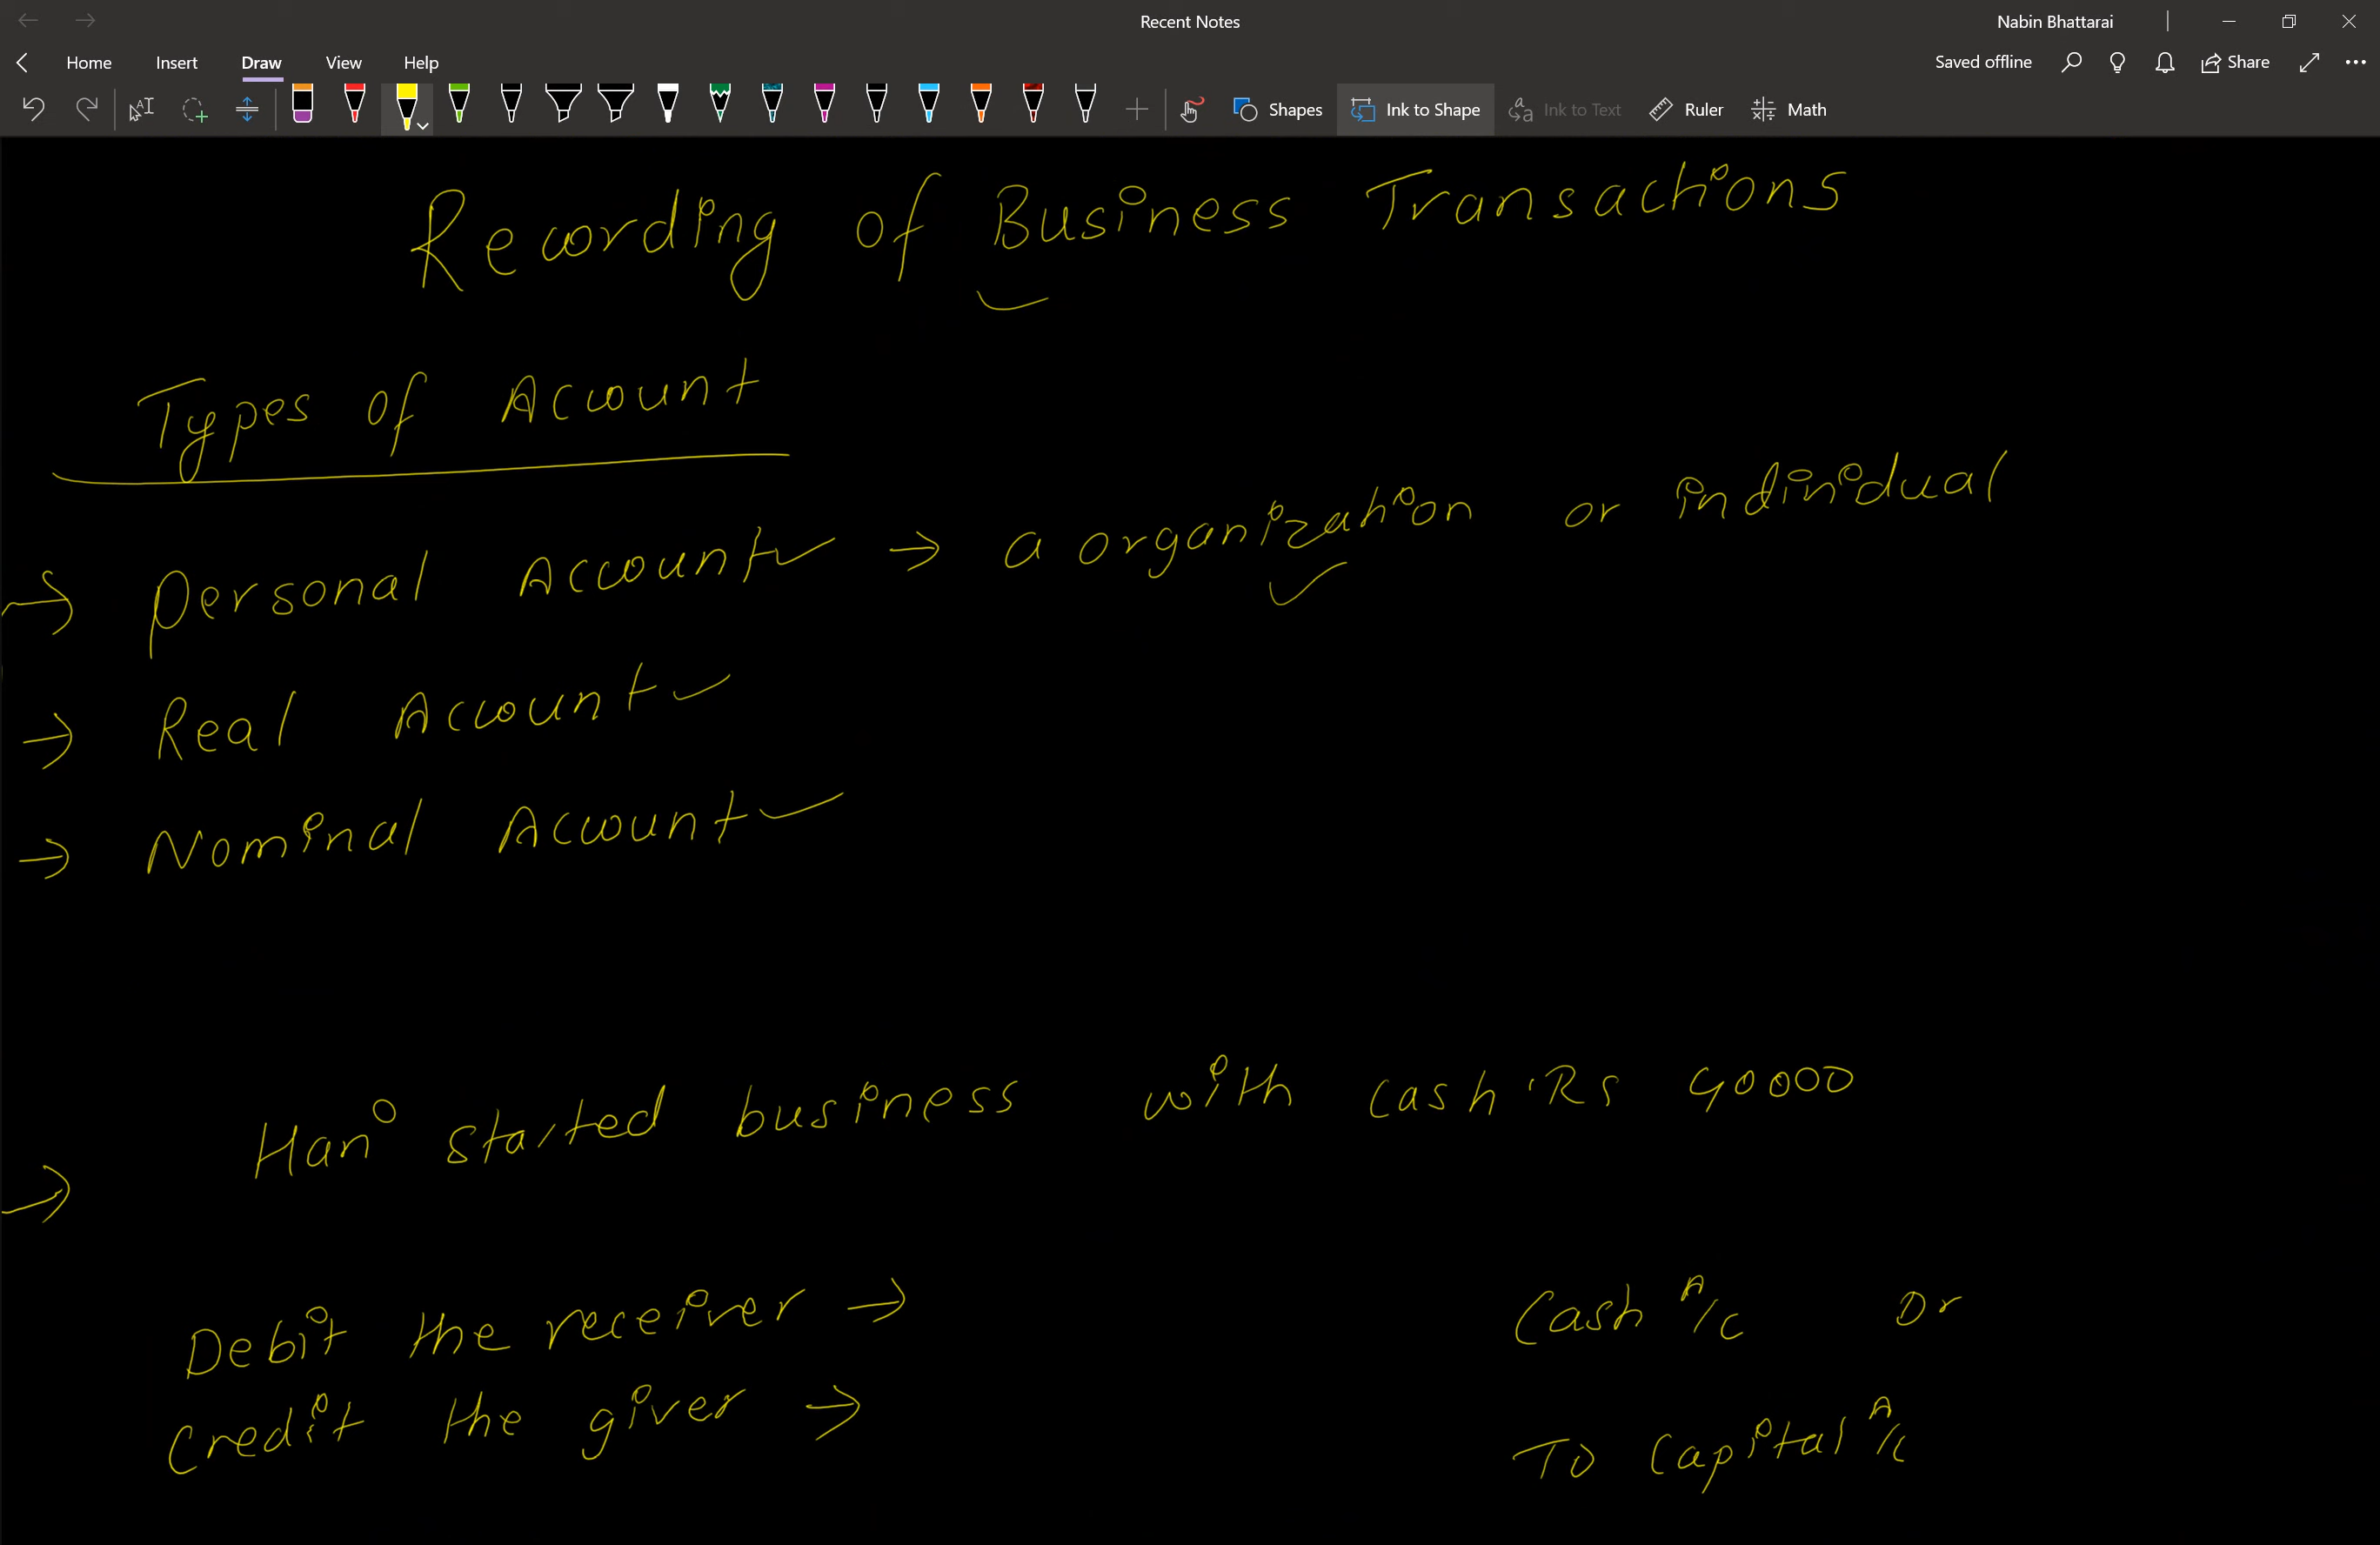 Recent Notes
Nabin Bhattarai
Home Insert Draw View Help
Saved offline
Share
Shapes
Ink to Shape
Ink to Text
Ruler
Math
Recording of Business Transactions
Types of Account
→ Personal Account ✓ → a organization or individual
→ Real Account ✓
→ Nominal Account ✓
Hari started business with cash Rs 40000
→
Debit the receiver →
Cash A/c Dr
Credit the giver →
To Capital A/c